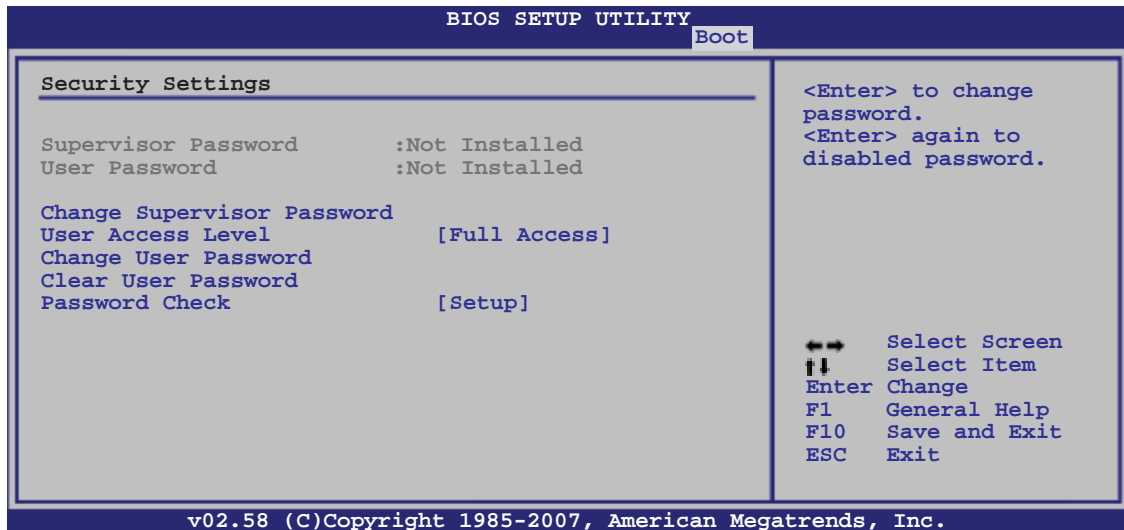 BIOS SETUP UTILITY
Boot
Security Settings
Supervisor Password :Not Installed
User Password :Not Installed
Change Supervisor Password
User Access Level [Full Access]
Change User Password
Clear User Password
Password Check [Setup]
<Enter> to change
password.
<Enter> again to
disabled password.
←→ Select Screen
↑↓ Select Item
Enter Change
F1 General Help
F10 Save and Exit
ESC Exit
v02.58 (C)Copyright 1985-2007, American Megatrends, Inc.